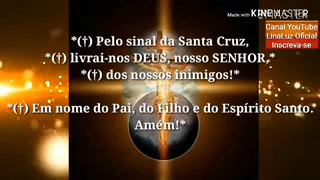 Made with KINEMASTER
Canal YouTube
LinaLuz Oficial
Inscreva-se
*(†) Pelo sinal da Santa Cruz,
*(†) livrai-nos DEUS, nosso SENHOR,*
*(†) dos nossos inimigos!*
*(†) Em nome do Pai, do Filho e do Espírito Santo.
Amém!*